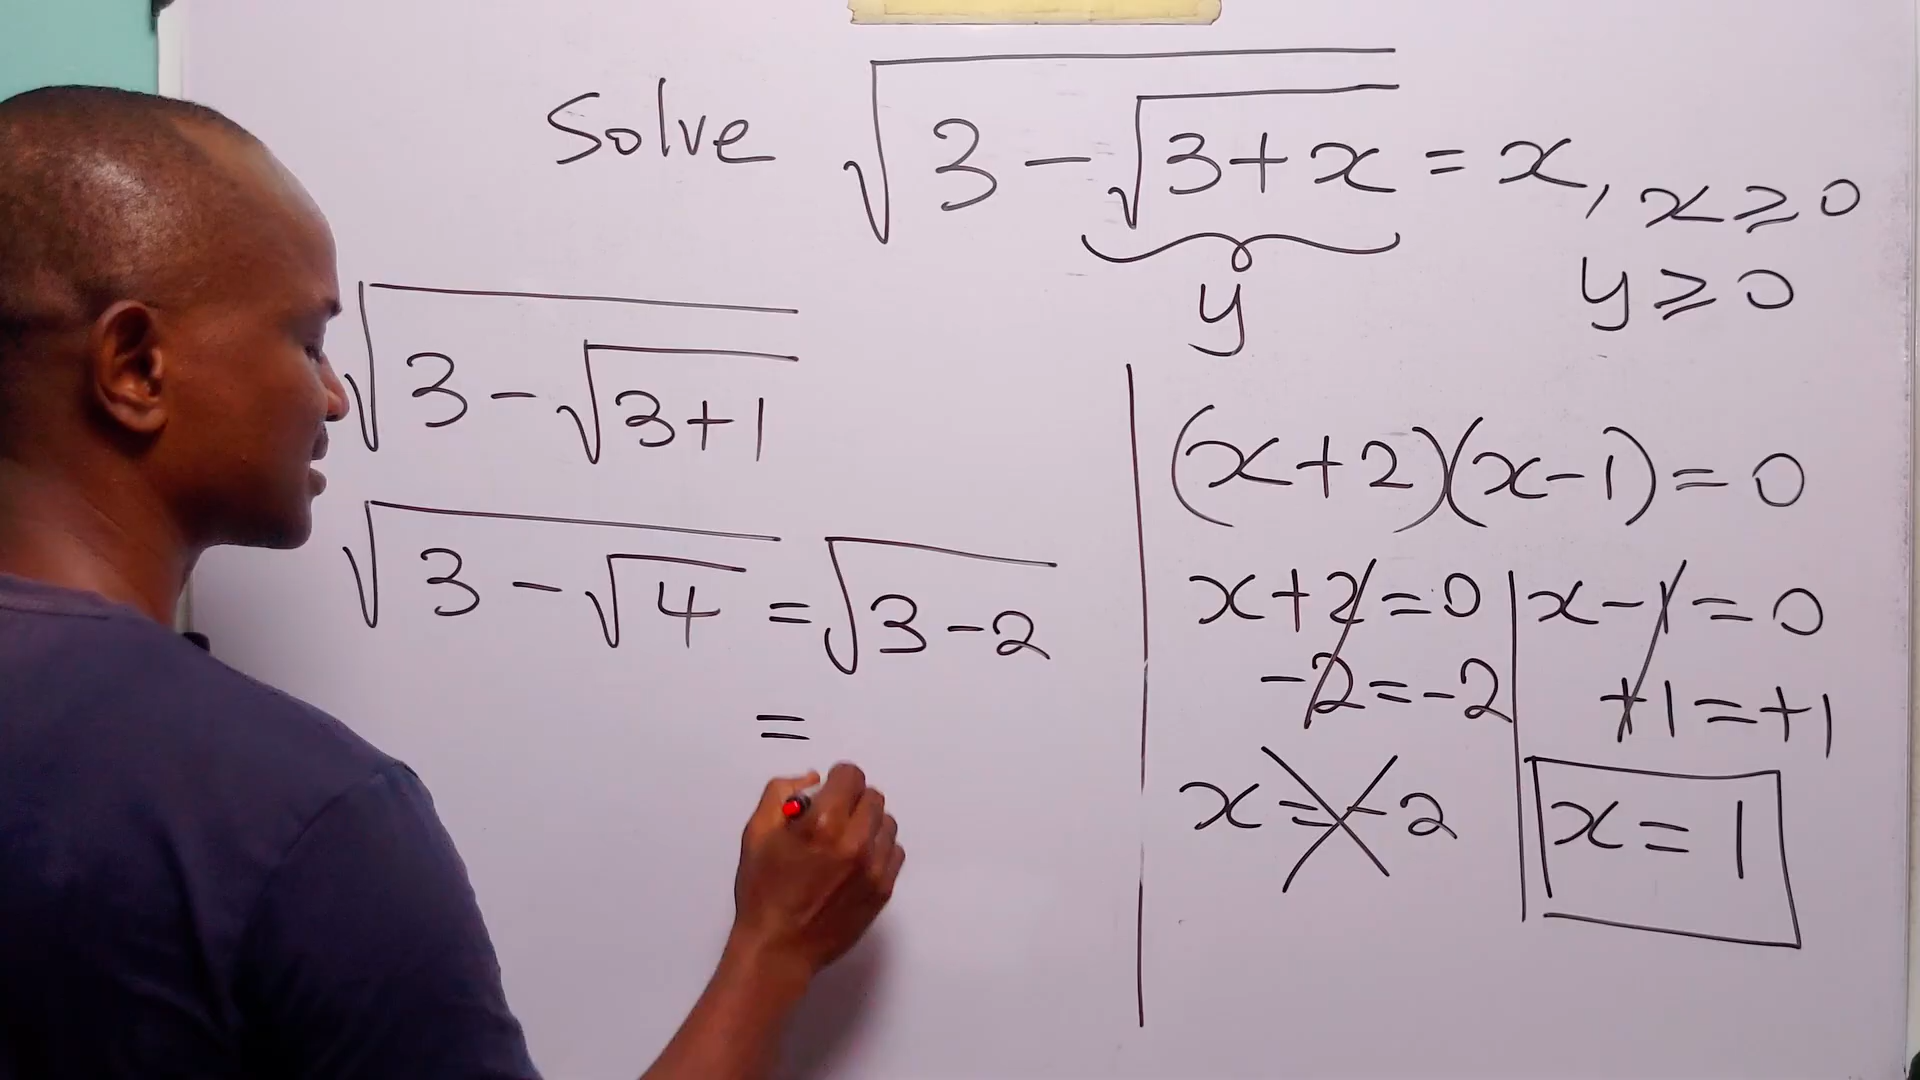 Solve √(3-√(3+x)) = x, x ≥ 0
y
y ≥ 0
√(3-√(3+1))
√(3-√4) = √(3-2)
=
(x+2)(x-1) = 0
x+2=0
-2=-2
x=-2
x-1=0
+1=+1
x=1